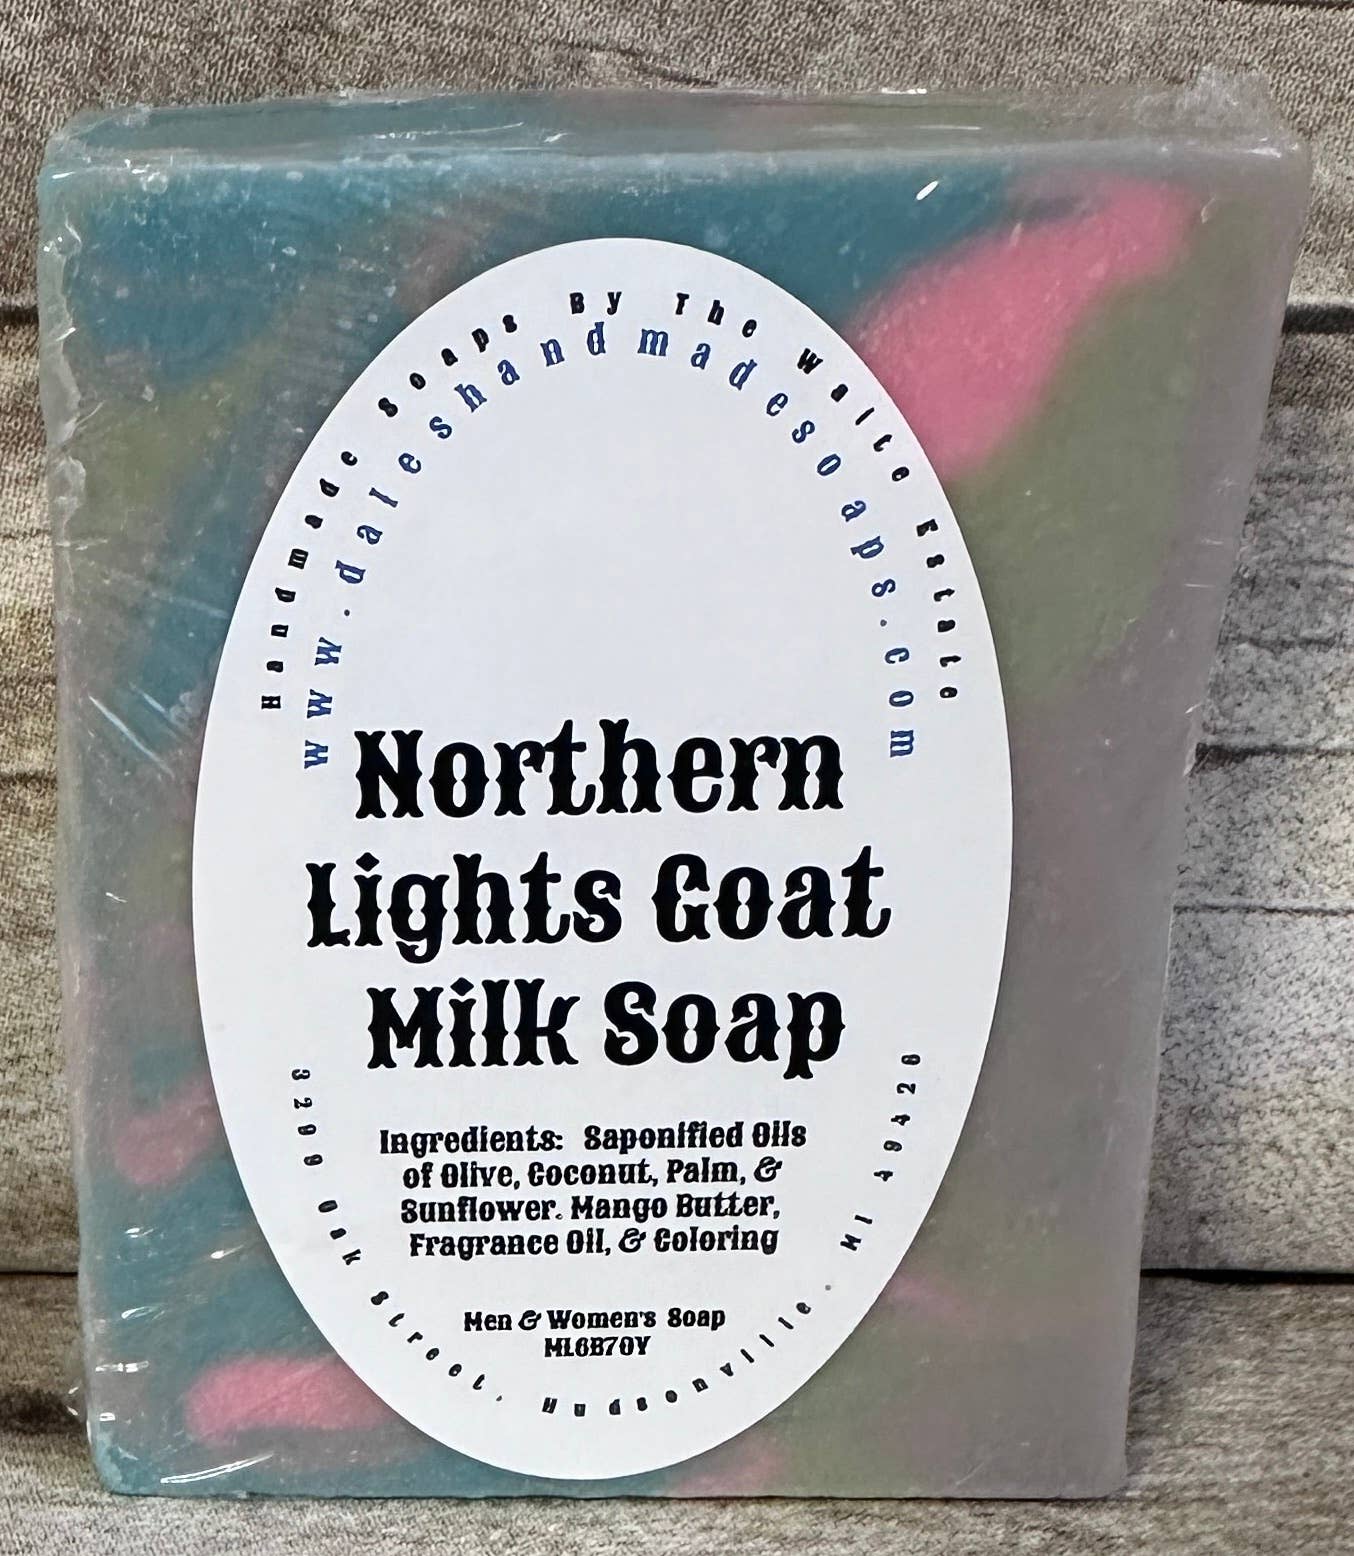 Handmade Soaps By The Waite Estate
www.daleshandmadesoaps.com
Northern
Lights Goat
Milk Soap
Ingredients: Saponified Oils
of Olive, Coconut, Palm, &
Sunflower. Mango Butter,
Fragrance Oil, & Coloring
Men & Women's Soap
ML6B70Y
3299 Oak Street, Hudsonville, MI 49426